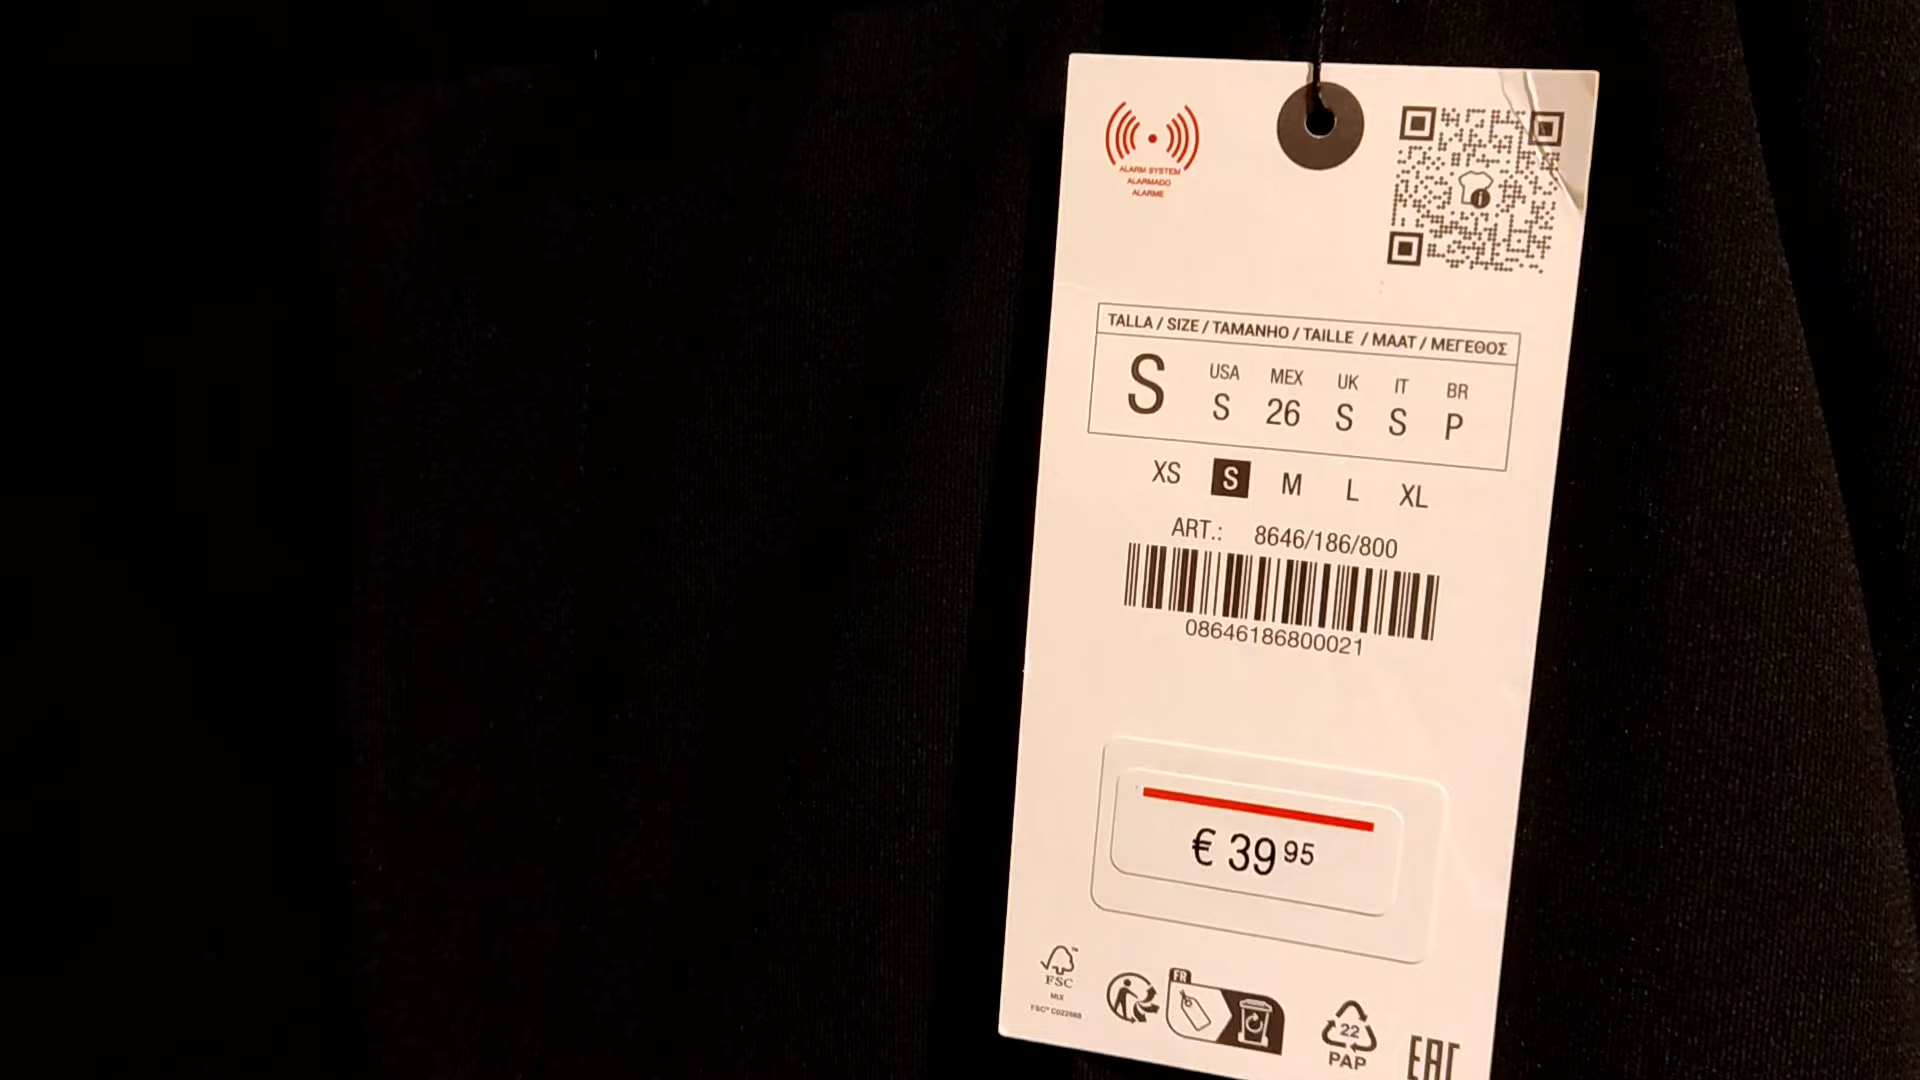 ALARM SYSTEM
ALARMADO
ALARME
TALLA / SIZE / TAMANHO / TAILLE / MAAT / ΜΕΓΕΘΟΣ
S
USA MEX UK IT BR
S 26 S S P
XS S M L XL
ART.: 8646/186/800
08646186800021
€ 39 95
FSC™
MIX
FR
22
PAP
EAC